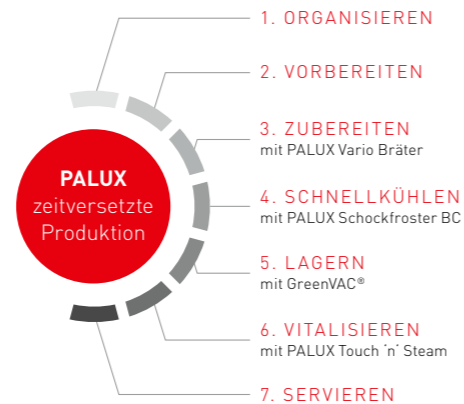 PALUX
zeitversetzte
Produktion
1. ORGANISIEREN
2. VORBEREITEN
3. ZUBEREITEN
mit PALUX Vario Bräter
4. SCHNELLKÜHLEN
mit PALUX Schockfroster BC
5. LAGERN
mit GreenVAC®
6. VITALISIEREN
mit PALUX Touch ´n´ Steam
7. SERVIEREN